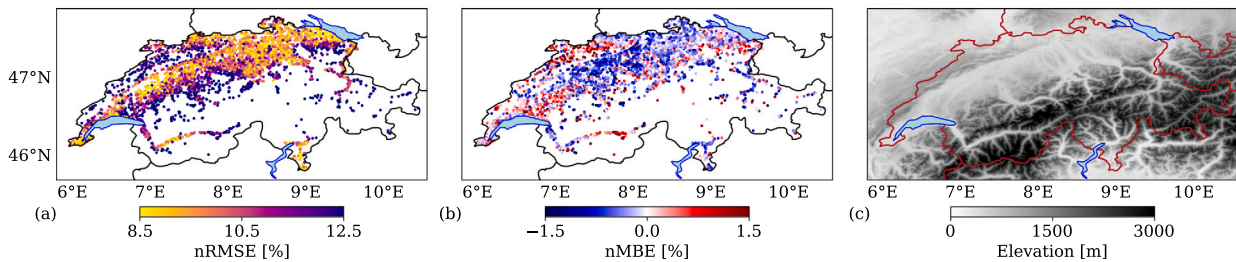 47°N
46°N
6°E 7°E 8°E 9°E 10°E
6°E 7°E 8°E 9°E 10°E
6°E 7°E 8°E 9°E 10°E
(a)
8.5 10.5 12.5
nRMSE [%]
(b)
−1.5 0.0 1.5
nMBE [%]
(c)
0 1500 3000
Elevation [m]